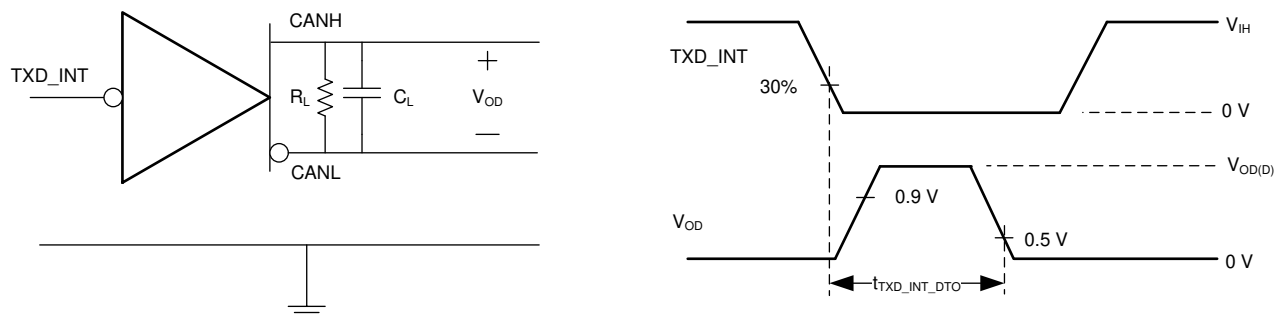 CANH
TXD_INT
R_L
C_L
+
V_OD
—
CANL
V_IH
TXD_INT
30%
0 V
V_OD(D)
0.9 V
V_OD
0.5 V
0 V
t_TXD_INT_DTO